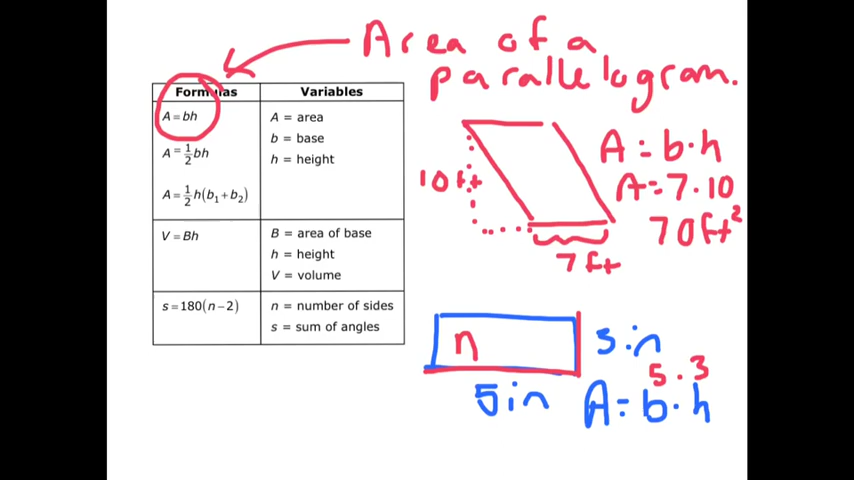 Area of a
parallelogram.
Formulas Variables
A = bh A = area
b = base
A = 1/2 bh h = height
A = 1/2 h(b₁ + b₂)
V = Bh B = area of base
h = height
V = volume
s = 180(n − 2) n = number of sides
s = sum of angles
A = b · h
10 ft A = 7 · 10
70 ft²
7 ft
n 3 in
5 · 3
5 in A = b · h